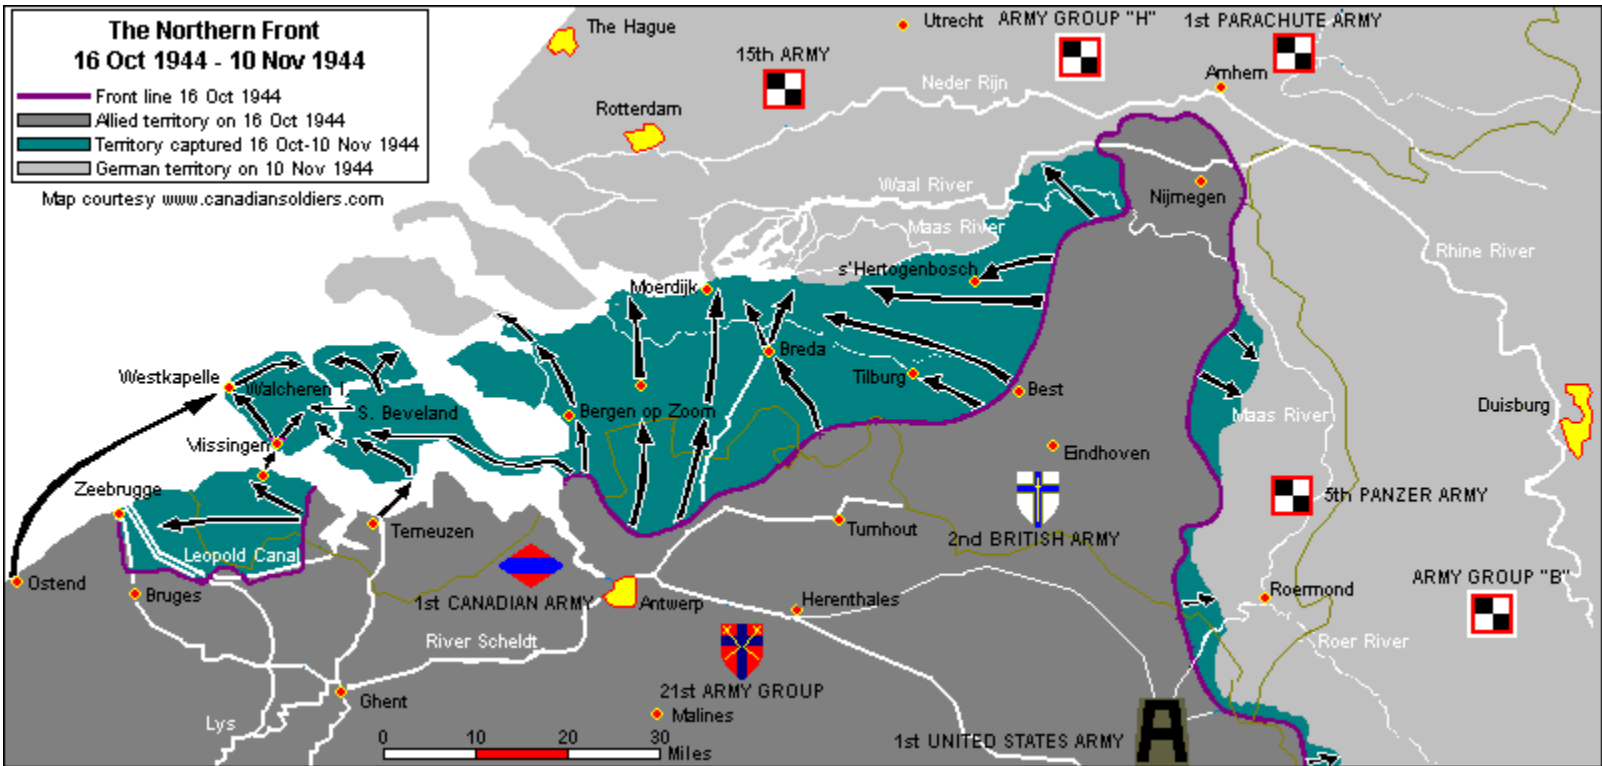 The Northern Front
16 Oct 1944 - 10 Nov 1944
Front line 16 Oct 1944
Allied territory on 16 Oct 1944
Territory captured 16 Oct-10 Nov 1944
German territory on 10 Nov 1944
Map courtesy www.canadiansoldiers.com
The Hague
Utrecht
ARMY GROUP "H"
1st PARACHUTE ARMY
15th ARMY
Arnhem
Neder Rijn
Rotterdam
Waal River
Nijmegen
Maas River
Rhine River
s'Hertogenbosch
Moerdijk
Breda
Westkapelle
Walcheren I.
Tilburg
Best
S. Beveland
Bergen op Zoom
Maas River
Duisburg
Vlissingen
Eindhoven
Zeebrugge
5th PANZER ARMY
Terneuzen
Turnhout
2nd BRITISH ARMY
Leopold Canal
Ostend
Bruges
1st CANADIAN ARMY
Antwerp
Herenthales
Roermond
ARMY GROUP "B"
River Scheldt
Roer River
21st ARMY GROUP
Ghent
Malines
Lys
1st UNITED STATES ARMY
A
0 10 20 30
Miles